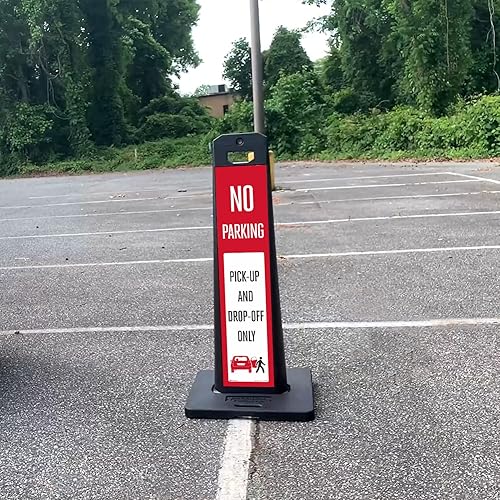 NO
PARKING
PICK-UP
AND
DROP-OFF
ONLY